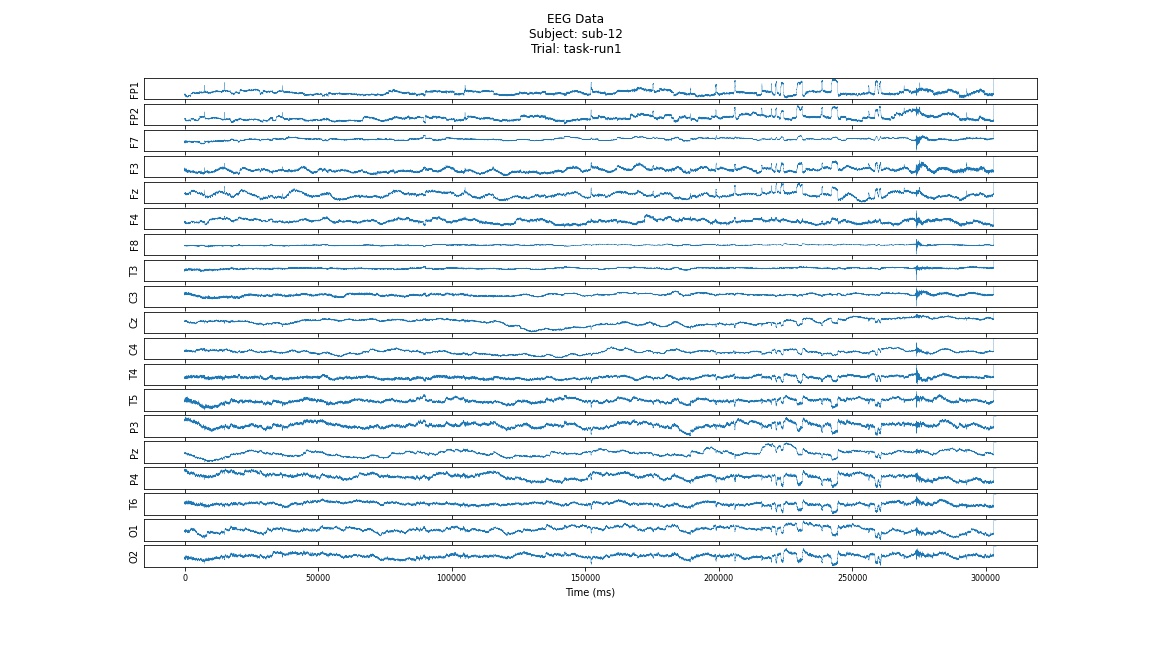 EEG Data
Subject: sub-12
Trial: task-run1
FP1
FP2
F7
F3
Fz
F4
F8
T3
C3
Cz
C4
T4
T5
P3
Pz
P4
T6
O1
O2
0 50000 100000 150000 200000 250000 300000
Time (ms)